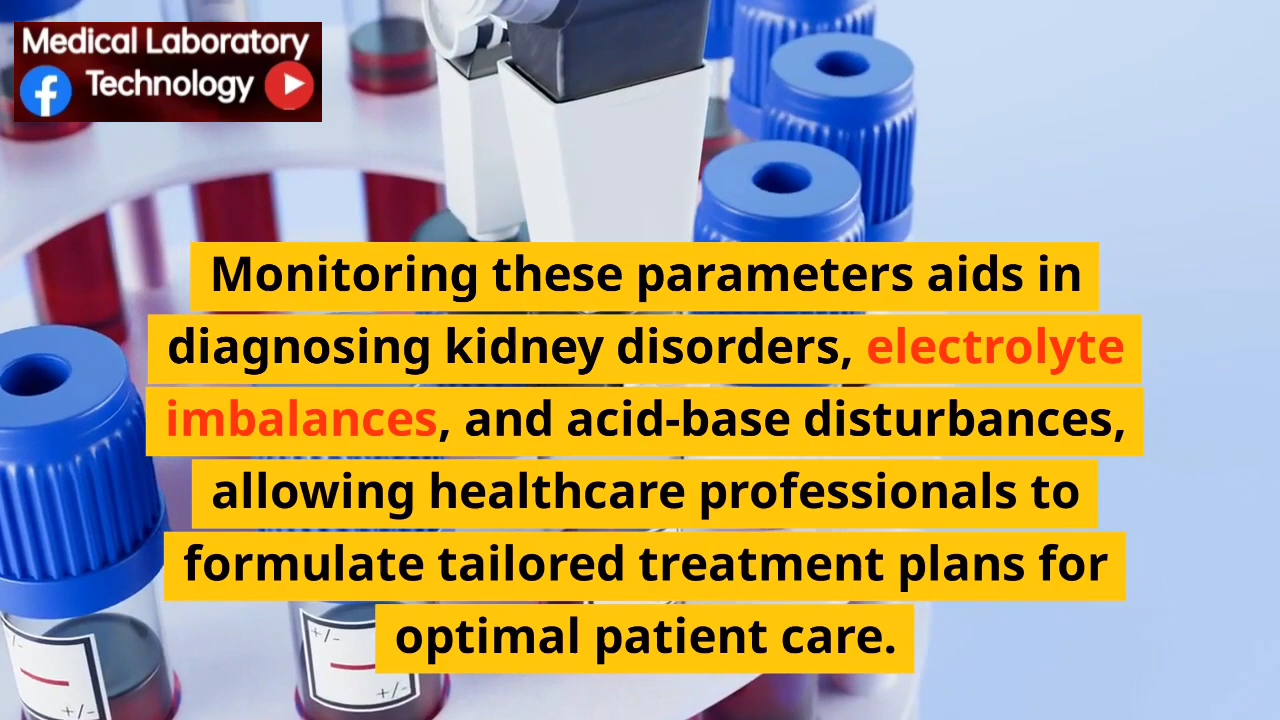 Medical Laboratory
Technology
Monitoring these parameters aids in
diagnosing kidney disorders, electrolyte
imbalances, and acid-base disturbances,
allowing healthcare professionals to
formulate tailored treatment plans for
optimal patient care.
+/-
+/-
+/-